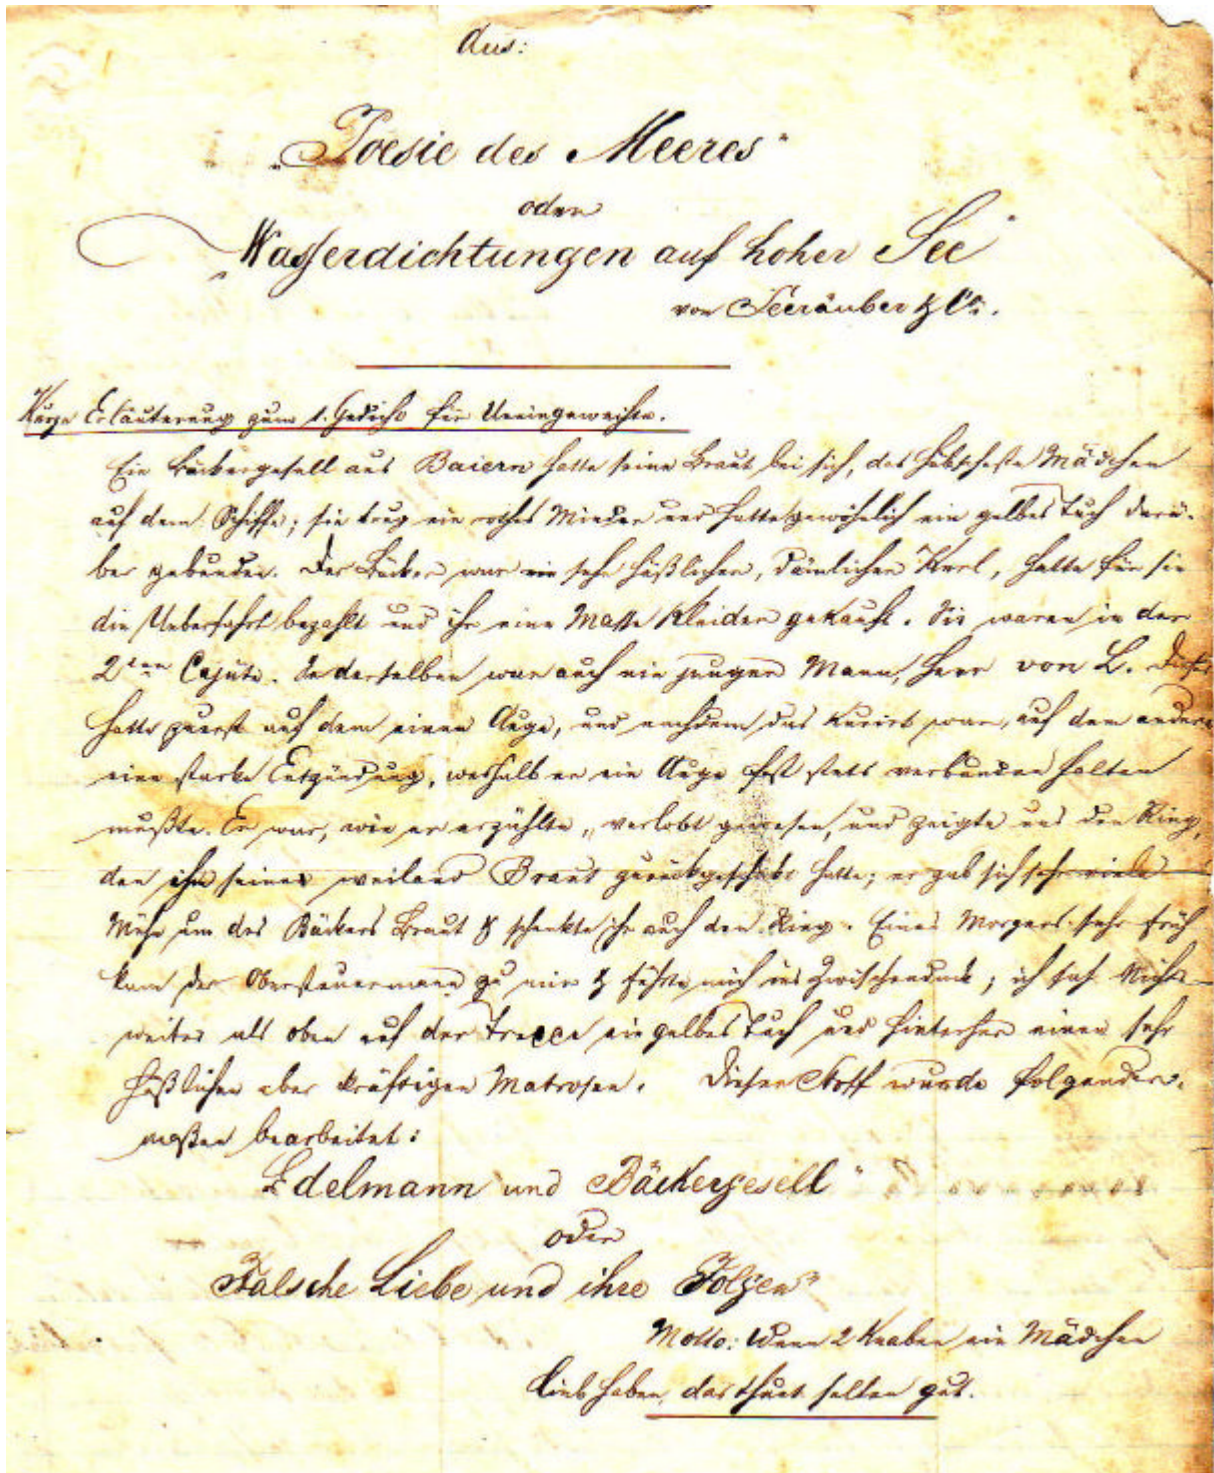 Aus:
„Poesie des Meeres"
oder
„Wasserdichtungen auf hoher See"
von Seeräuber & Co.
Kurze Erläuterung zum 1. Gedicht für Uneingeweihte.
Ein Bäckergesell aus Baiern hatte seine Braut bei sich, das hübscheste Mädchen
auf dem Schiffe; sie trug ein rothes Mieder und hatte gewöhnlich ein gelbes Tuch darü-
ber gebunden. Der Bäcker war ein sehr häßlicher, dämlicher Kerl, hatte für sie
die Ueberfahrt bezahlt und ihr eine Masse Kleider gekauft. Sie waren in der
2ten Cajüte. In derselben war auch ein junger Mann, Herr von L. Dieser
hatte zuerst auf dem einen Auge, und nachdem das kurirt war, auf dem andern
eine starke Entzündung, weshalb er ein Auge fast stets verbunden halten
mußte. Er war, wie er erzählte, verlobt gewesen, und zeigte uns den Ring,
den ihm seine weiland Braut zurückgeschickt hatte; er gab sich sehr viele
Mühe um des Bäckers Braut & schenkte ihr auch den Ring. Eines Morgens sehr früh
kam der Obersteuermann zu mir & führte mich ins Zwischendeck; ich sah Nichts
weiter als oben auf der Treppe ein gelbes Tuch und hinterher einen sehr
häßlichen aber kräftigen Matrosen. Dieser Stoff wurde folgender-
maßen bearbeitet:
Edelmann und Bäckergesell"
oder
Falsche Liebe und ihre Folgen"
Motto: Wenn 2 Knaben ein Mädchen
lieb haben, das thut selten gut.